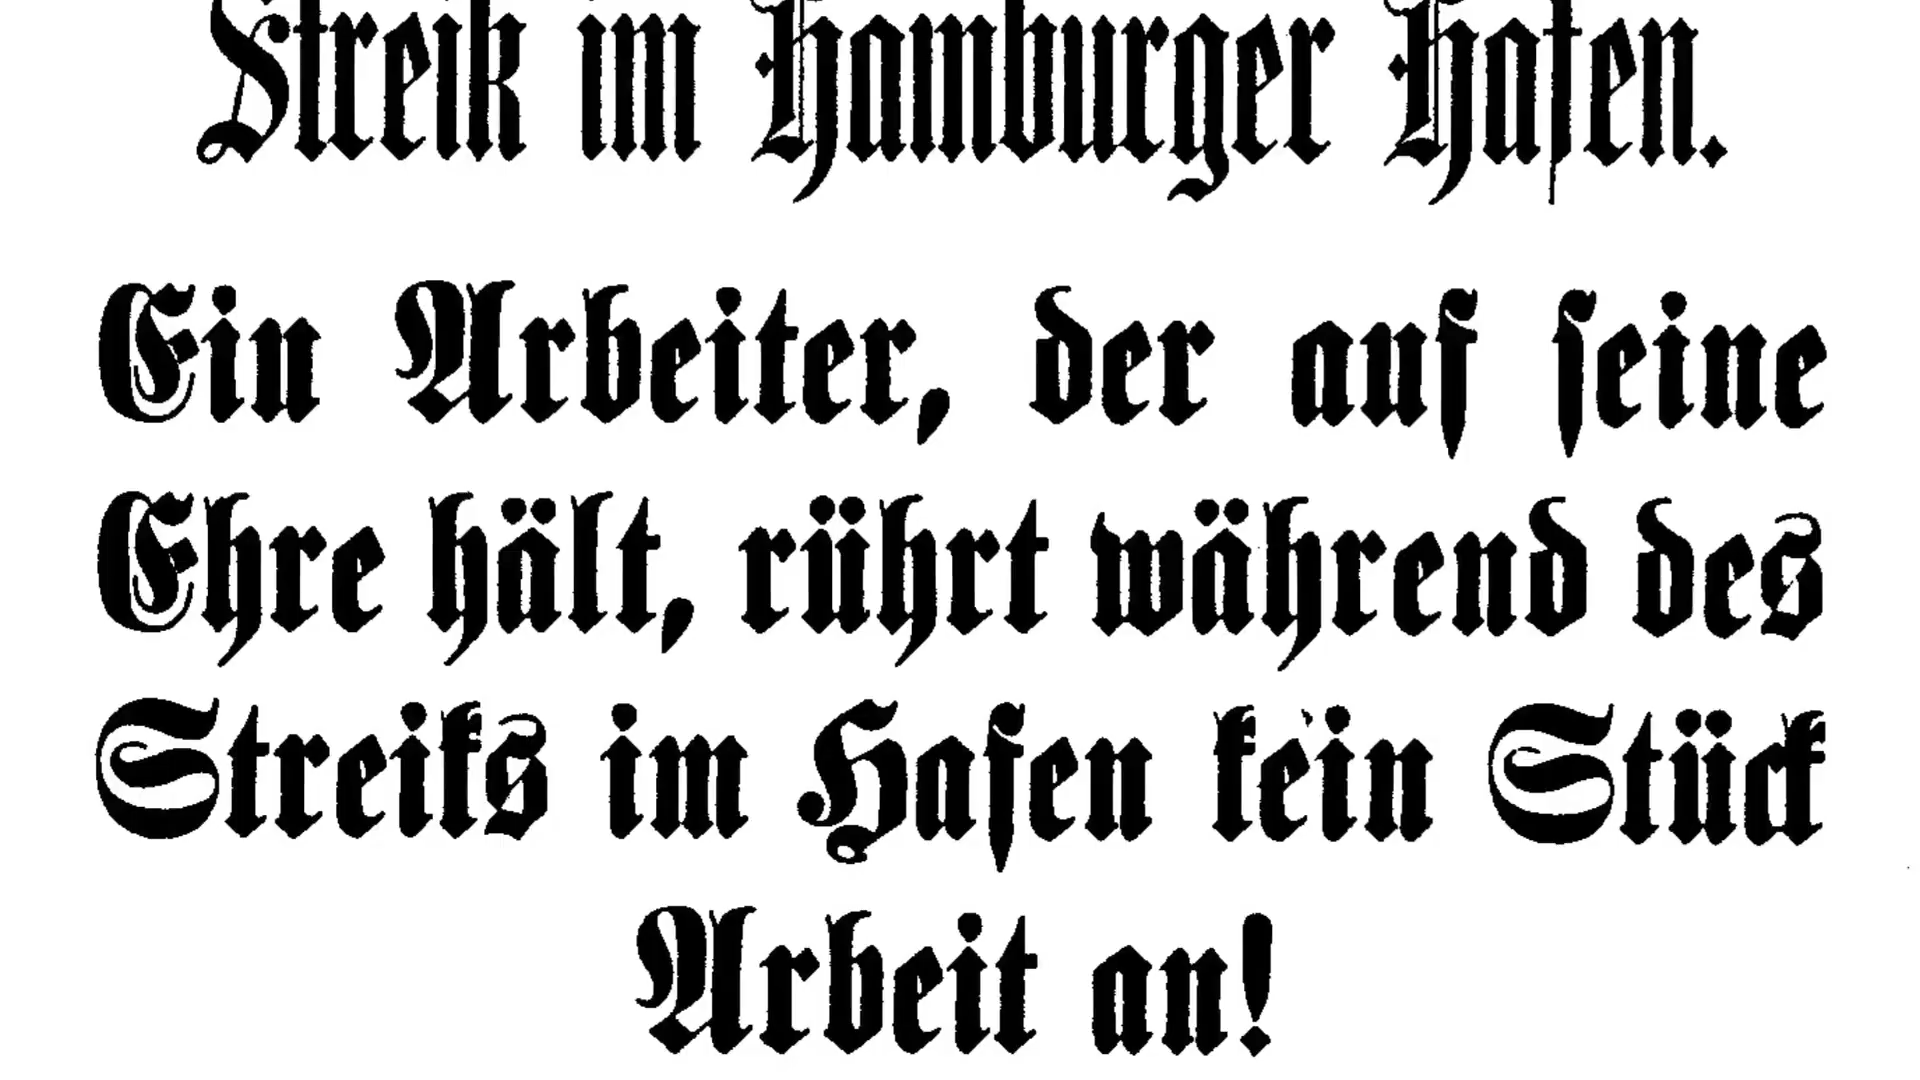 Streik im Hamburger Hafen.
Ein Arbeiter, der auf ſeine
Ehre hält, rührt während des
Streiks im Hafen kein Stück
Arbeit an!